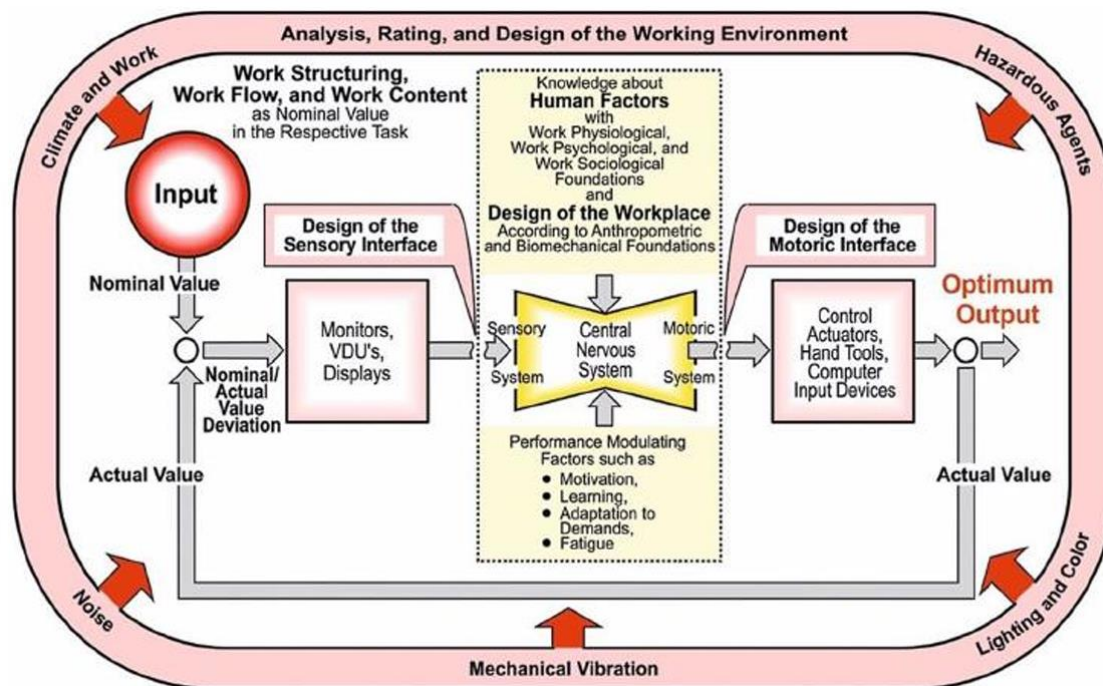 Analysis, Rating, and Design of the Working Environment
Climate and Work
Hazardous Agents
Work Structuring,
Work Flow, and Work Content
as Nominal Value
in the Respective Task
Knowledge about
Human Factors
with
Work Physiological,
Work Psychological, and
Work Sociological
Foundations
and
Design of the Workplace
According to Anthropometric
and Biomechanical Foundations
Input
Design of the
Sensory Interface
Design of the
Motoric Interface
Nominal Value
Optimum
Output
Monitors,
VDU's,
Displays
Sensory
System
Central
Nervous
System
Motoric
System
Control
Actuators,
Hand Tools,
Computer
Input Devices
Nominal/
Actual
Value
Deviation
Performance Modulating
Factors such as
● Motivation,
● Learning,
● Adaptation to
Demands,
● Fatigue
Actual Value
Actual Value
Noise
Mechanical Vibration
Lighting and Color